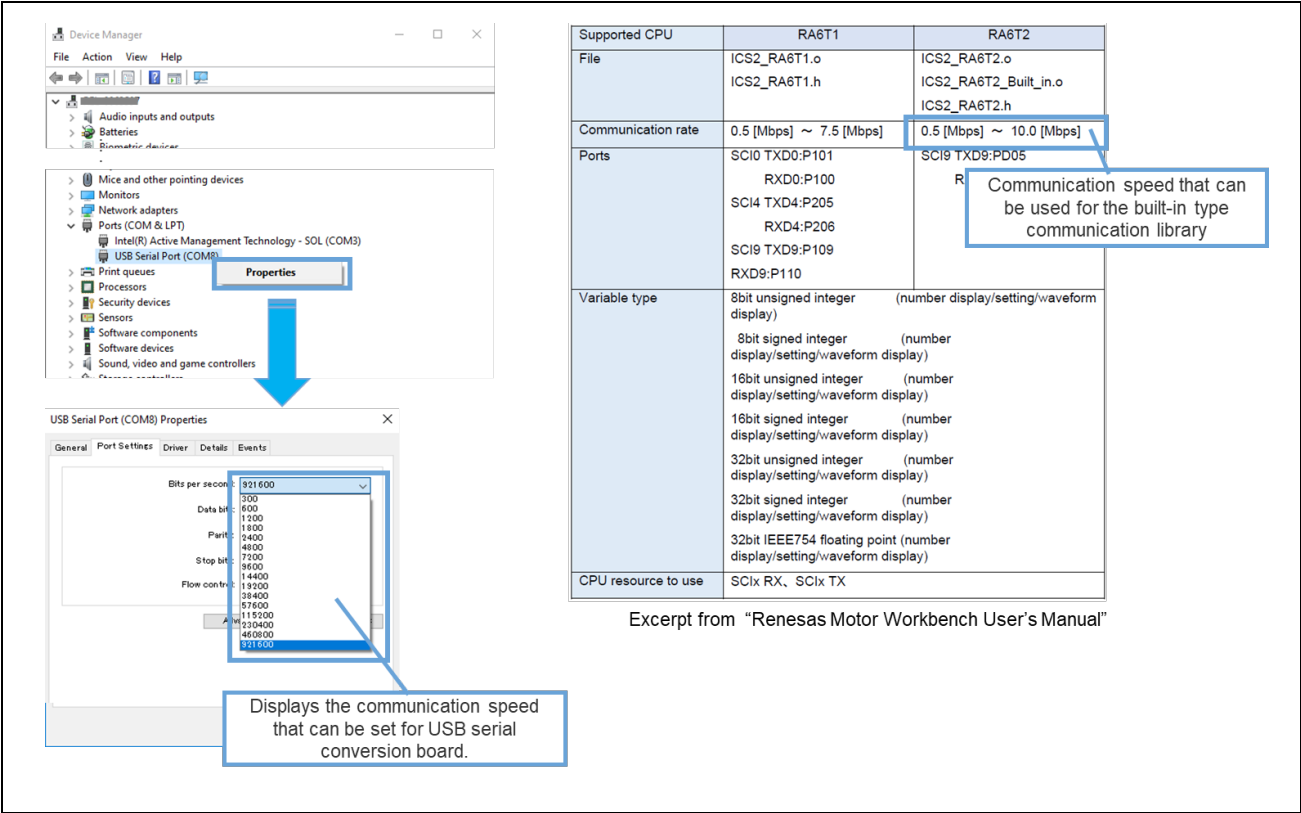 Device Manager
File Action View Help
Audio inputs and outputs
Batteries
Biometric devices
Mice and other pointing devices
Monitors
Network adapters
Ports (COM & LPT)
Intel(R) Active Management Technology - SOL (COM3)
USB Serial Port (COM8)
Properties
Print queues
Processors
Security devices
Sensors
Software components
Software devices
Sound, video and game controllers
Storage controllers
USB Serial Port (COM8) Properties
General Port Settings Driver Details Events
Bits per second: 921600
300
600
1200
1800
2400
4800
7200
9600
14400
19200
38400
57600
115200
230400
460800
921600
Data bit
Parit
Stop bit
Flow contr
Displays the communication speed
that can be set for USB serial
conversion board.
Supported CPU RA6T1 RA6T2
File ICS2_RA6T1.o ICS2_RA6T2.o
ICS2_RA6T1.h ICS2_RA6T2_Built_in.o
ICS2_RA6T2.h
Communication rate 0.5 [Mbps] ～ 7.5 [Mbps] 0.5 [Mbps] ～ 10.0 [Mbps]
Ports SCI0 TXD0:P101 SCI9 TXD9:PD05
RXD0:P100 R
SCI4 TXD4:P205
RXD4:P206
SCI9 TXD9:P109
RXD9:P110
Communication speed that can
be used for the built-in type
communication library
Variable type 8bit unsigned integer (number display/setting/waveform
display)
8bit signed integer (number
display/setting/waveform display)
16bit unsigned integer (number
display/setting/waveform display)
16bit signed integer (number
display/setting/waveform display)
32bit unsigned integer (number
display/setting/waveform display)
32bit signed integer (number
display/setting/waveform display)
32bit IEEE754 floating point (number
display/setting/waveform display)
CPU resource to use SCIx RX、SCIx TX
Excerpt from “Renesas Motor Workbench User’s Manual”